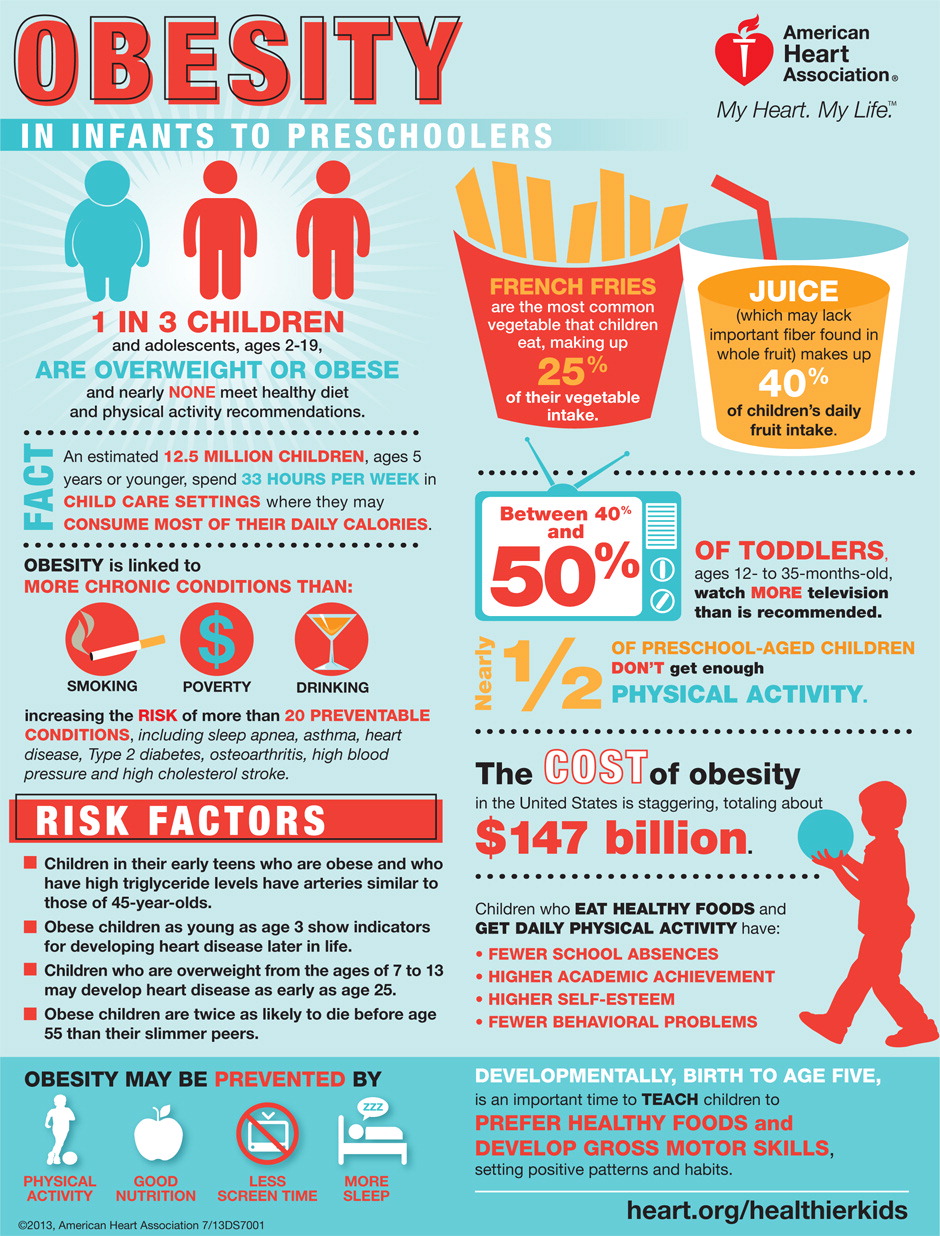 OBESITY
IN INFANTS TO PRESCHOOLERS
American
Heart
Association®
My Heart. My Life.™
1 IN 3 CHILDREN
and adolescents, ages 2-19,
ARE OVERWEIGHT OR OBESE
and nearly NONE meet healthy diet
and physical activity recommendations.
FACT
An estimated 12.5 MILLION CHILDREN, ages 5
years or younger, spend 33 HOURS PER WEEK in
CHILD CARE SETTINGS where they may
CONSUME MOST OF THEIR DAILY CALORIES.
OBESITY is linked to
MORE CHRONIC CONDITIONS THAN:
$
SMOKING
POVERTY
DRINKING
increasing the RISK of more than 20 PREVENTABLE
CONDITIONS, including sleep apnea, asthma, heart
disease, Type 2 diabetes, osteoarthritis, high blood
pressure and high cholesterol stroke.
RISK FACTORS
Children in their early teens who are obese and who
have high triglyceride levels have arteries similar to
those of 45-year-olds.
Obese children as young as age 3 show indicators
for developing heart disease later in life.
Children who are overweight from the ages of 7 to 13
may develop heart disease as early as age 25.
Obese children are twice as likely to die before age
55 than their slimmer peers.
FRENCH FRIES
are the most common
vegetable that children
eat, making up
25%
of their vegetable
intake.
JUICE
(which may lack
important fiber found in
whole fruit) makes up
40%
of children's daily
fruit intake.
Between 40%
and
50%
OF TODDLERS,
ages 12- to 35-months-old,
watch MORE television
than is recommended.
Nearly
1/2
OF PRESCHOOL-AGED CHILDREN
DON'T get enough
PHYSICAL ACTIVITY.
The COST of obesity
in the United States is staggering, totaling about
$147 billion.
Children who EAT HEALTHY FOODS and
GET DAILY PHYSICAL ACTIVITY have:
• FEWER SCHOOL ABSENCES
• HIGHER ACADEMIC ACHIEVEMENT
• HIGHER SELF-ESTEEM
• FEWER BEHAVIORAL PROBLEMS
OBESITY MAY BE PREVENTED BY
zzz
PHYSICAL
ACTIVITY
GOOD
NUTRITION
LESS
SCREEN TIME
MORE
SLEEP
©2013, American Heart Association 7/13DS7001
DEVELOPMENTALLY, BIRTH TO AGE FIVE,
is an important time to TEACH children to
PREFER HEALTHY FOODS and
DEVELOP GROSS MOTOR SKILLS,
setting positive patterns and habits.
heart.org/healthierkids